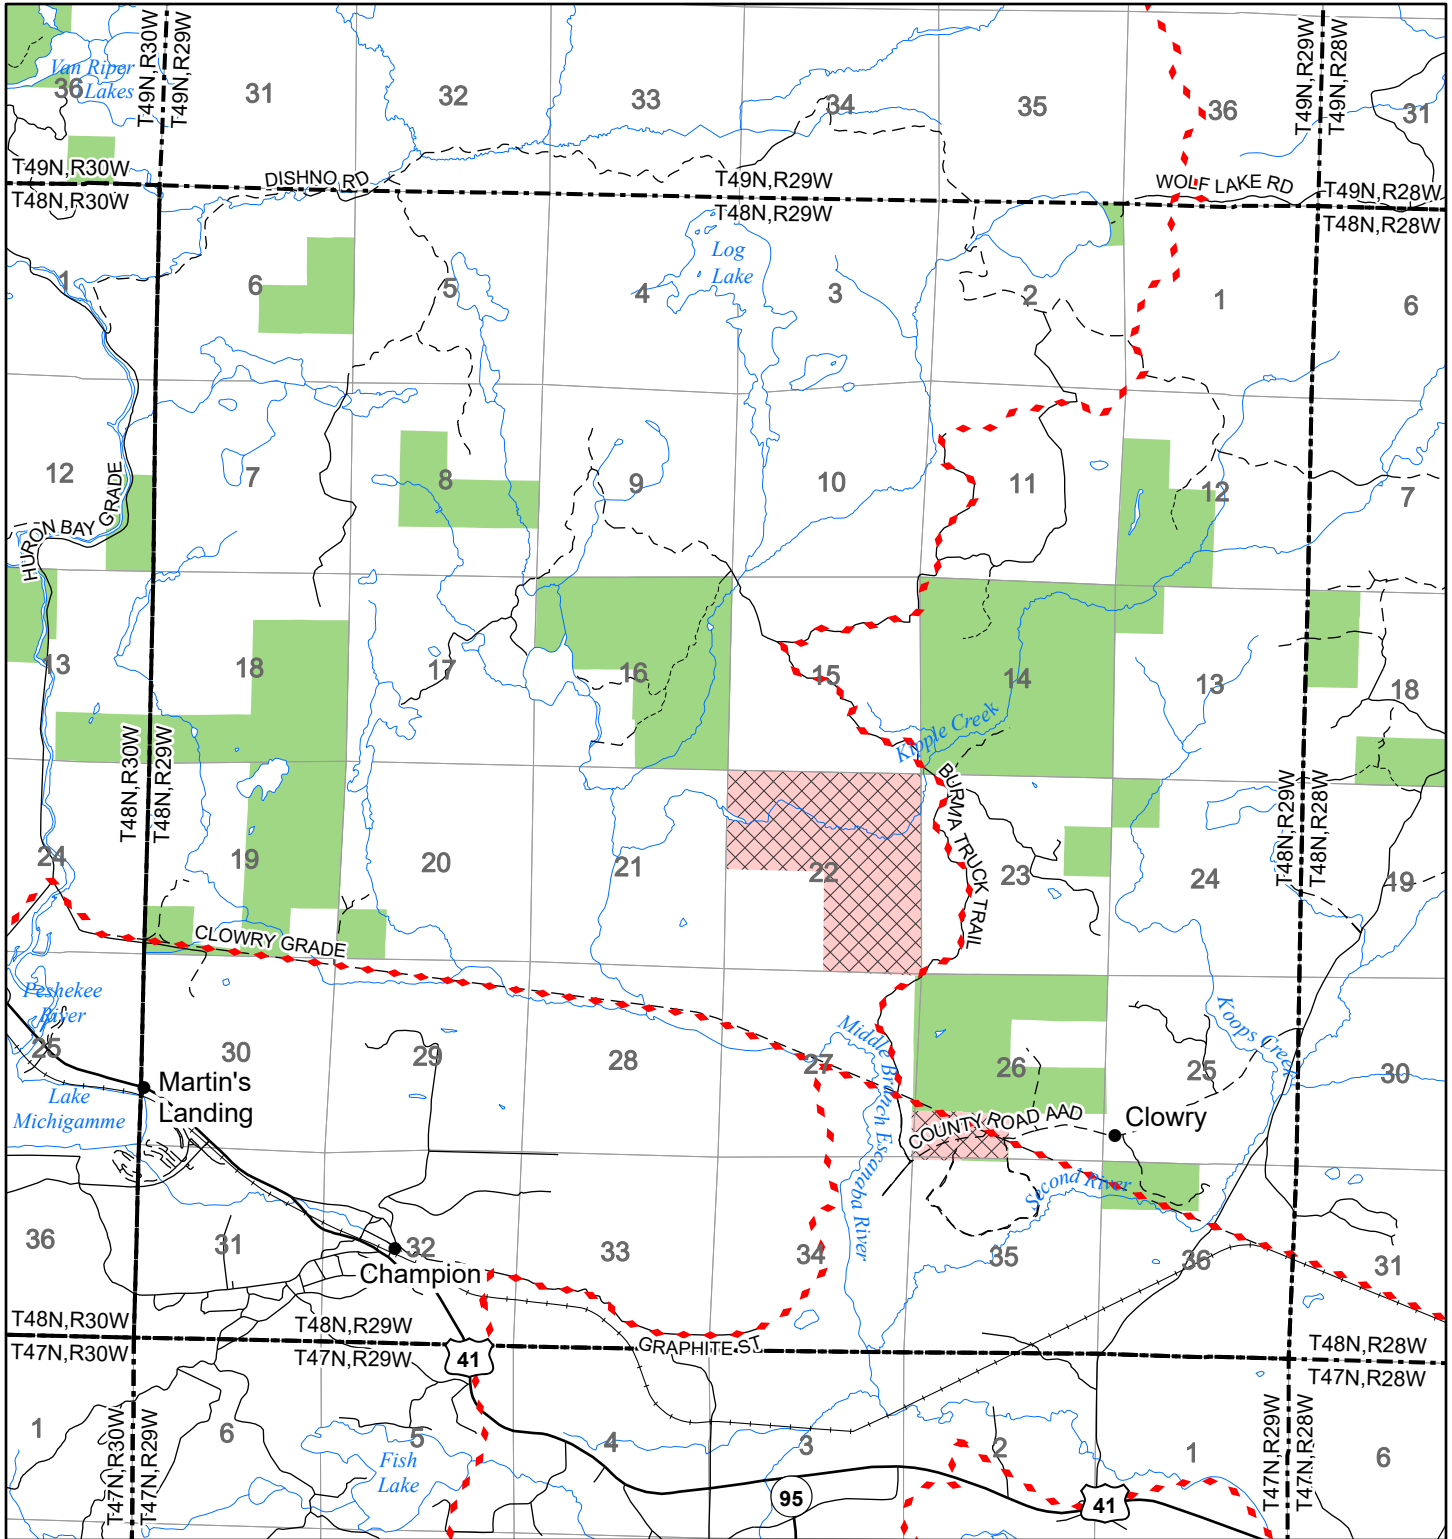 T49N,R30W
T49N,R29W
T49N,R29W
T49N,R28W
Van Riper
Lakes
36
31
32
33
34
35
36
31
T49N,R30W
T48N,R30W
DISHNO RD
T49N,R29W
T48N,R29W
WOLF LAKE RD
T49N,R28W
T48N,R28W
Log
Lake
1
6
5
4
3
2
1
6
12
7
8
9
10
11
12
7
HURON BAY GRADE
13
18
17
16
15
14
13
18
Kipple Creek
T48N,R30W
T48N,R29W
BURMA TRUCK TRAIL
T48N,R29W
T48N,R28W
24
19
20
21
22
23
24
19
CLOWRY GRADE
Peshekee
River
Middle Branch Escanaba River
Koops Creek
25
30
29
28
27
26
25
30
Martin's
Landing
Lake
Michigamme
COUNTY ROAD AAD
Clowry
Second River
36
31
32
33
34
35
36
31
Champion
T48N,R30W
T47N,R30W
T48N,R29W
T47N,R29W
41
GRAPHITE ST
T48N,R28W
T47N,R28W
T47N,R30W
T47N,R29W
T47N,R29W
T47N,R28W
1
6
5
4
3
2
1
6
Fish
Lake
95
41